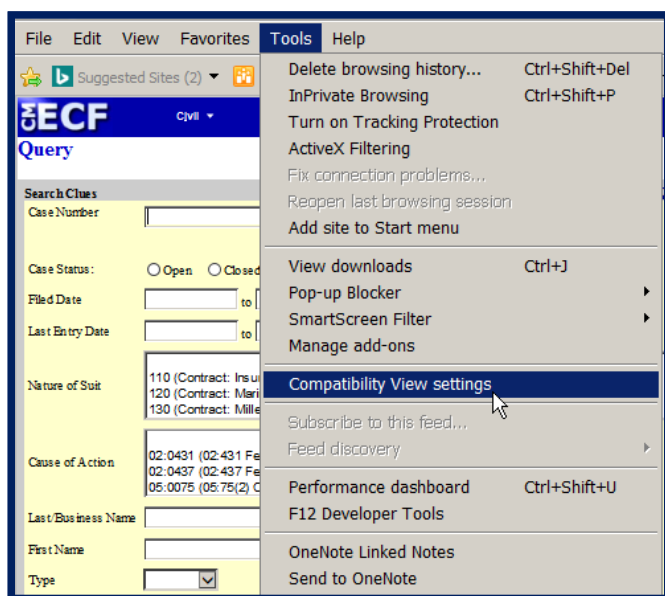 File Edit View Favorites Tools Help
Suggested Sites (2)
CM ECF Civil
Query
Search Clues
Case Number
Case Status: Open Closed
Filed Date to
Last Entry Date to
Nature of Suit
110 (Contract: Insu
120 (Contract: Mari
130 (Contract: Mille
Cause of Action
02:0431 (02:431 Fe
02:0437 (02:437 Fe
05:0075 (05:75(2) C
Last/Business Name
First Name
Type
Delete browsing history... Ctrl+Shift+Del
InPrivate Browsing Ctrl+Shift+P
Turn on Tracking Protection
ActiveX Filtering
Fix connection problems...
Reopen last browsing session
Add site to Start menu
View downloads Ctrl+J
Pop-up Blocker
SmartScreen Filter
Manage add-ons
Compatibility View settings
Subscribe to this feed...
Feed discovery
Performance dashboard Ctrl+Shift+U
F12 Developer Tools
OneNote Linked Notes
Send to OneNote